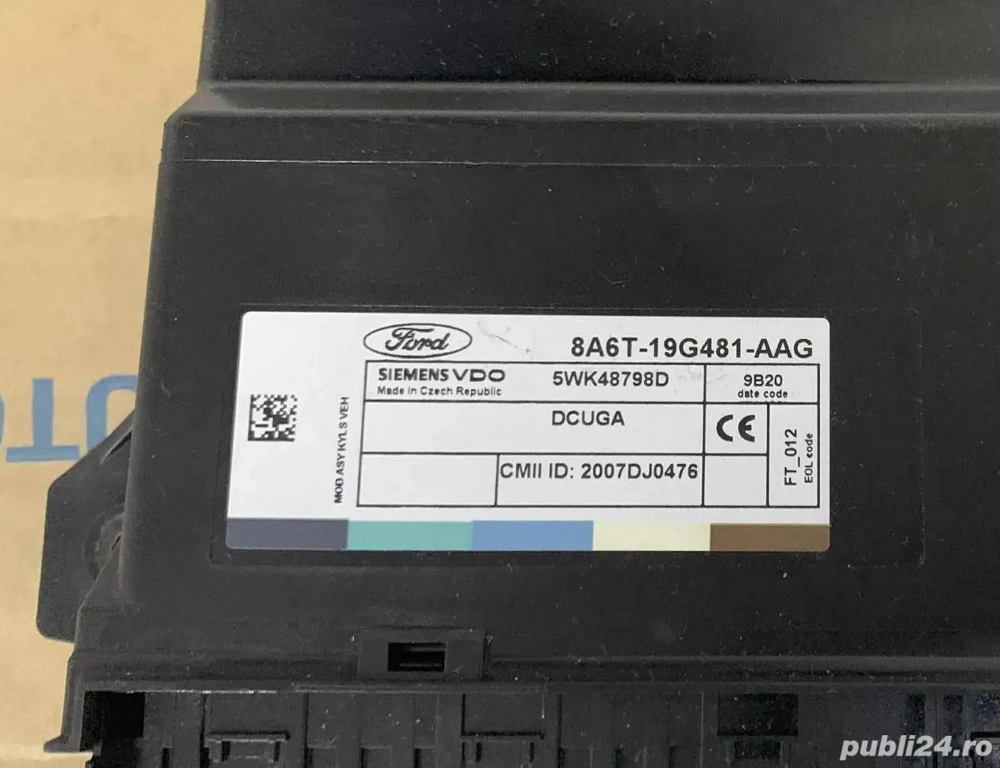 Ford
8A6T-19G481-AAG
SIEMENS VDO 5WK48798D 9B20
Made in Czech Republic date code
DCUGA
CE
CMII ID: 2007DJ0476
FT_012
EOL code
MOD ASY KYLS VEH
UTO
publi24.ro